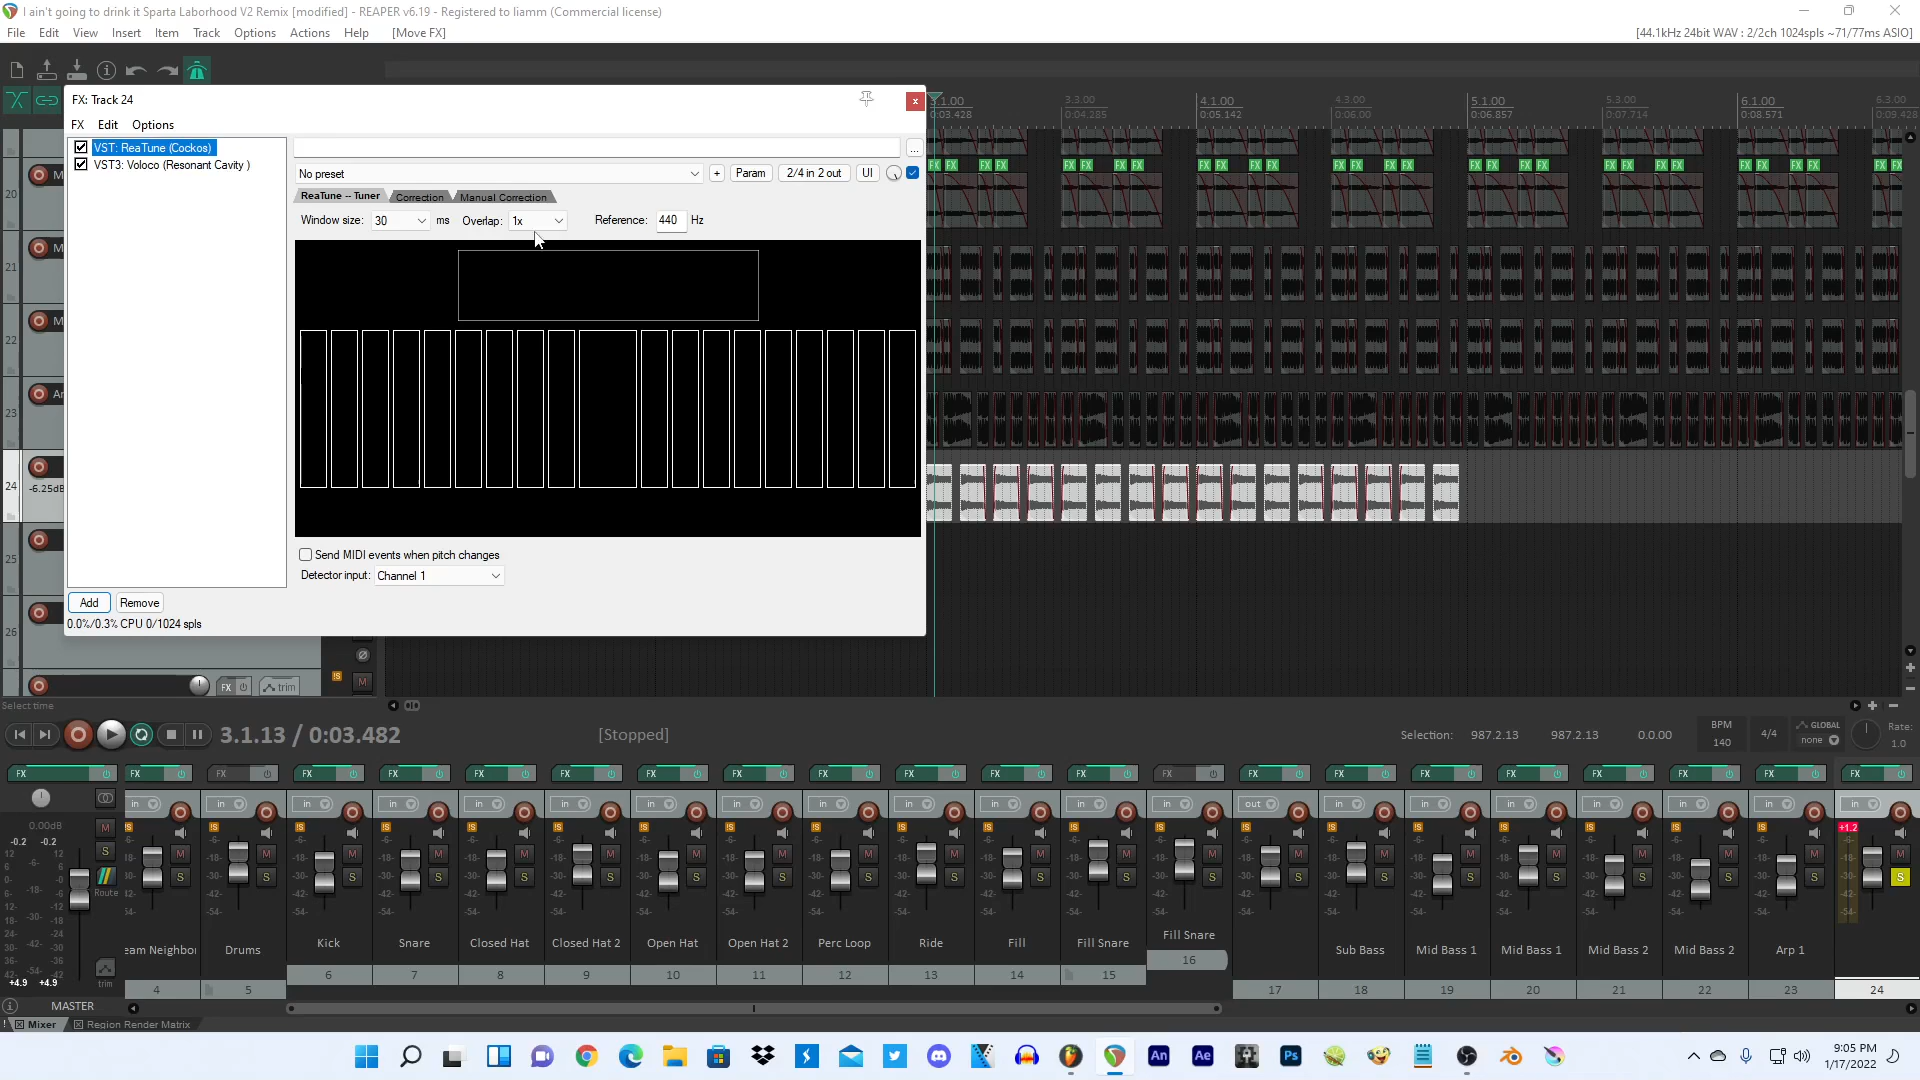 I ain't going to drink it Sparta Laborhood V2 Remix [modified] - REAPER v6.19 - Registered to liamm (Commercial license)
File Edit View Insert Item Track Options Actions Help [Move FX]
[44.1kHz 24bit WAV : 2/2ch 1024spls ~71/77ms ASIO]
FX: Track 24
FX Edit Options
VST: ReaTune (Cockos)
VST3: Voloco (Resonant Cavity )
...
No preset
+ Param 2/4 in 2 out UI
ReaTune -- Tuner Correction Manual Correction
Window size: 30 ms Overlap: 1x Reference: 440 Hz
Send MIDI events when pitch changes
Detector input: Channel 1
Add Remove
0.0%/0.3% CPU 0/1024 spls
3.1.00 3.3.00 4.1.00 4.3.00 5.1.00 5.3.00 6.1.00 6.3.00
0:03.428 0:04.285 0:05.142 0:06.00 0:06.857 0:07.714 0:08.571 0:09.428
20
21
22
23
24 -6.25dB
25
26
FX trim
Select time
3.1.13 / 0:03.482
[Stopped]
Selection: 987.2.13 987.2.13 0.0.00
BPM
140
4/4
GLOBAL
none
Rate:
1.0
0.00dB
-0.2 -0.2
Route
trim
+4.9 +4.9
MASTER
eam Neighbor Drums Kick Snare Closed Hat Closed Hat 2 Open Hat Open Hat 2 Perc Loop Ride Fill Fill Snare Fill Snare Sub Bass Mid Bass 1 Mid Bass 1 Mid Bass 2 Mid Bass 2 Arp 1
4 5 6 7 8 9 10 11 12 13 14 15 16 17 18 19 20 21 22 23 24
+1.2
Mixer Region Render Matrix
9:05 PM
1/17/2022